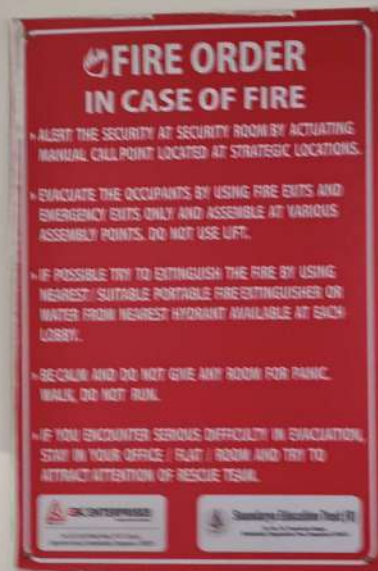 FIRE ORDER
IN CASE OF FIRE
ALERT THE SECURITY AT SECURITY ROOM BY ACTUATING
MANUAL CALLPOINT LOCATED AT STRATEGIC LOCATIONS.
EVACUATE THE OCCUPANTS BY USING FIRE EXITS AND
EMERGENCY EXITS ONLY AND ASSEMBLE AT VARIOUS
ASSEMBLY POINTS. DO NOT USE LIFT.
IF POSSIBLE TRY TO EXTINGUISH THE FIRE BY USING
NEAREST / SUITABLE PORTABLE FIRE EXTINGUISHER OR
WATER FROM NEAREST HYDRANT AVAILABLE AT EACH
LOBBY.
BE CALM AND DO NOT GIVE ANY ROOM FOR PANIC.
WALK, DO NOT RUN.
IF YOU ENCOUNTER SERIOUS DIFFICULTY IN EVACUATION,
STAY IN YOUR OFFICE / FLAT / ROOM AND TRY TO
ATTRACT ATTENTION OF RESCUE TEAM.
ENTERPRISES
Soundarya Education Trust (R)